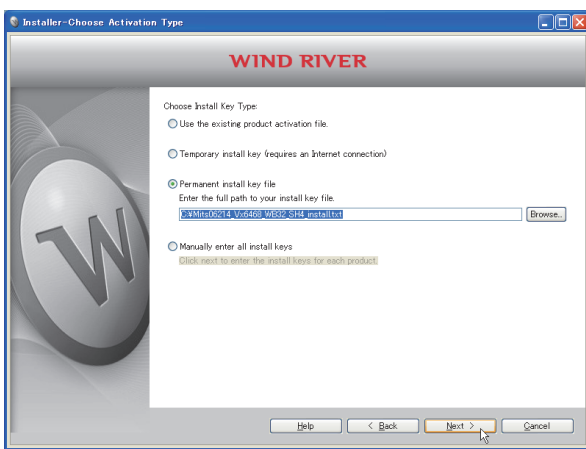 Installer-Choose Activation Type
WIND RIVER
Choose Install Key Type:
Use the existing product activation file.
Temporary install key (requires an Internet connection)
Permanent install key file
Enter the full path to your install key file.
C:¥Mits06214_Vx6468_WB32_SH4_install.txt
Browse..
Manually enter all install keys
Click next to enter the install keys for each product.
W
Help
< Back
Next >
Cancel